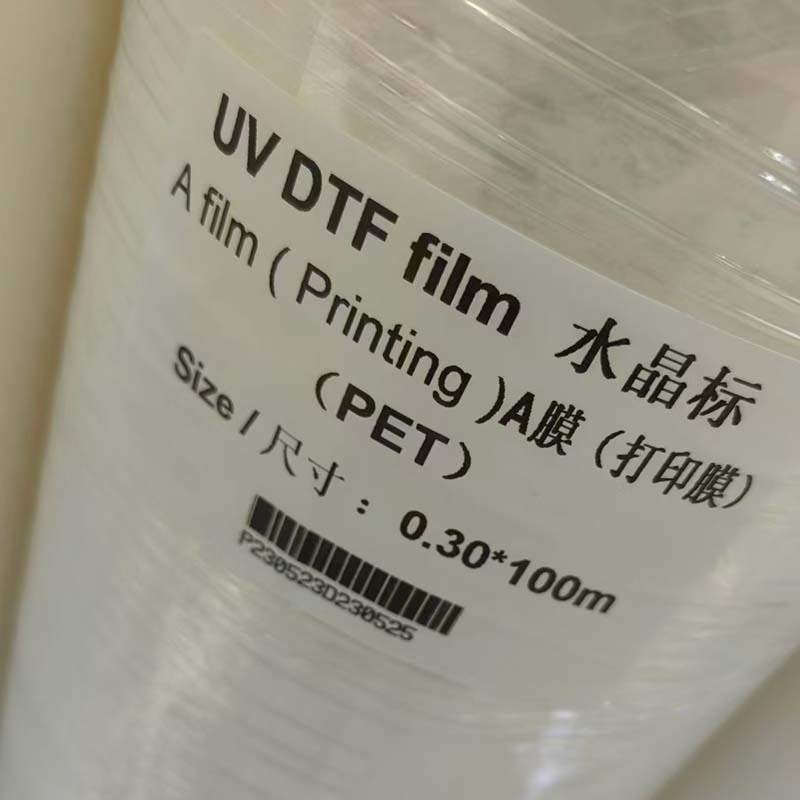 UV DTF film 水晶标
A film ( Printing )A膜（打印膜）
（PET）
Size / 尺寸：0.30*100m
P230523D230525